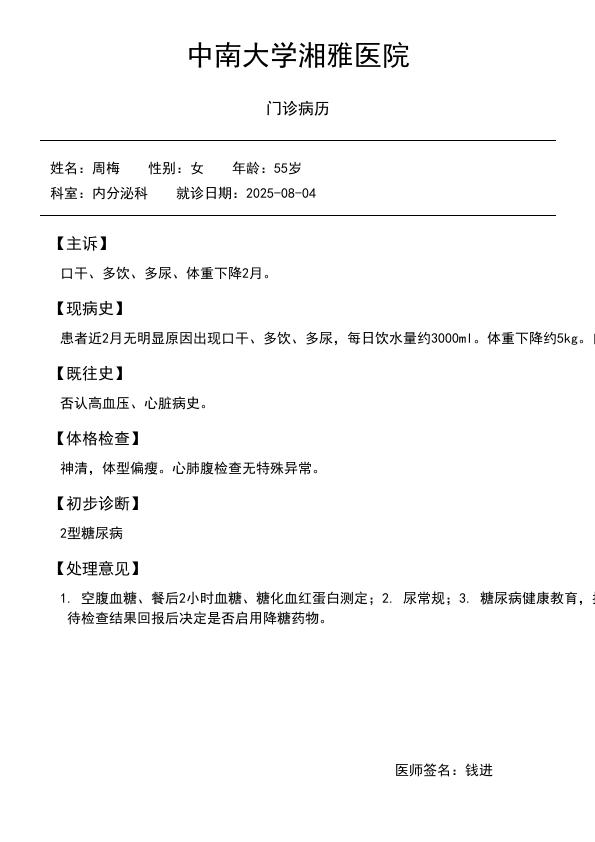 中南大学湘雅医院
门诊病历
姓名：周梅　　性别：女　　年龄：55岁
科室：内分泌科　　就诊日期：2025-08-04
【主诉】
口干、多饮、多尿、体重下降2月。
【现病史】
患者近2月无明显原因出现口干、多饮、多尿，每日饮水量约3000ml。体重下降约5kg。
【既往史】
否认高血压、心脏病史。
【体格检查】
神清，体型偏瘦。心肺腹检查无特殊异常。
【初步诊断】
2型糖尿病
【处理意见】
1. 空腹血糖、餐后2小时血糖、糖化血红蛋白测定；2. 尿常规；3. 糖尿病健康教育，
待检查结果回报后决定是否启用降糖药物。
医师签名：钱进